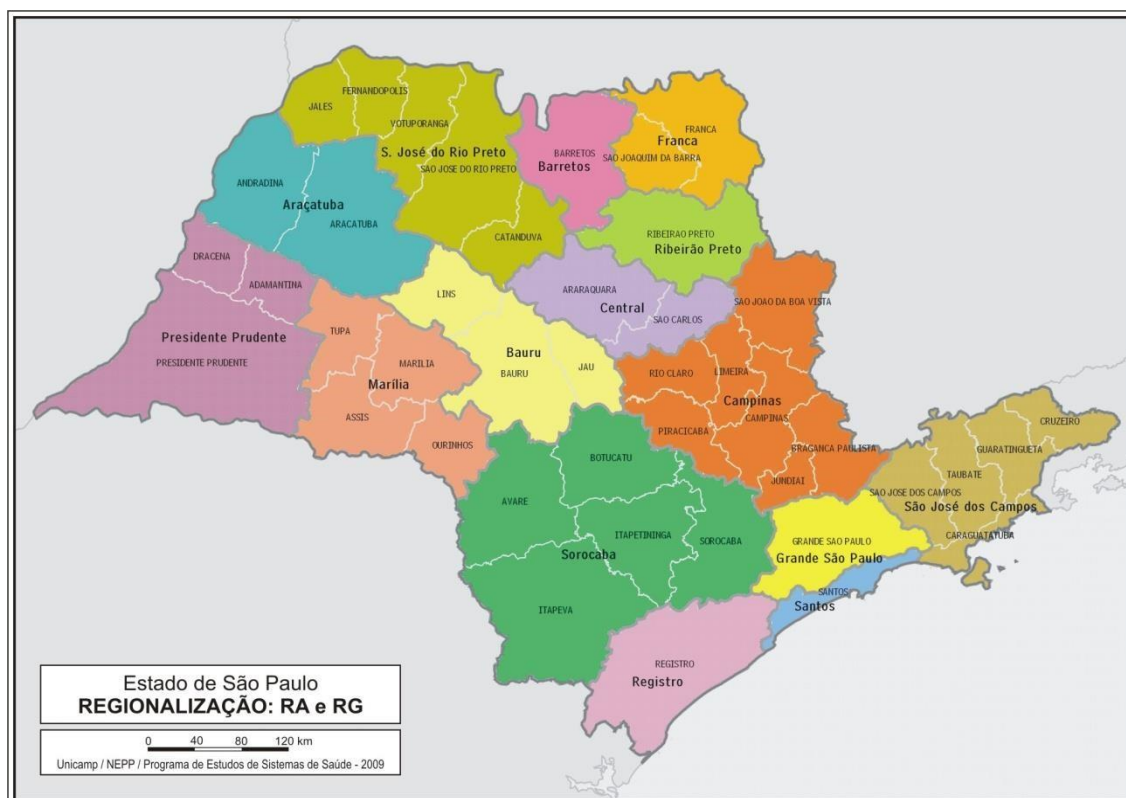 FERNANDOPOLIS
JALES
VOTUPORANGA
S. José do Rio Preto
SAO JOSE DO RIO PRETO
CATANDUVA
BARRETOS
Barretos
FRANCA
Franca
SAO JOAQUIM DA BARRA
ANDRADINA
Araçatuba
ARACATUBA
RIBEIRAO PRETO
Ribeirão Preto
DRACENA
ADAMANTINA
Presidente Prudente
PRESIDENTE PRUDENTE
LINS
Bauru
BAURU
JAU
ARARAQUARA
Central
SAO CARLOS
SAO JOAO DA BOA VISTA
TUPA
MARILIA
Marília
ASSIS
OURINHOS
RIO CLARO
LIMEIRA
Campinas
CAMPINAS
PIRACICABA
BRAGANCA PAULISTA
JUNDIAI
CRUZEIRO
GUARATINGUETA
TAUBATE
SAO JOSE DOS CAMPOS
São José dos Campos
CARAGUATATUBA
BOTUCATU
AVARE
ITAPETININGA
SOROCABA
Sorocaba
ITAPEVA
GRANDE SAO PAULO
Grande São Paulo
SANTOS
Santos
REGISTRO
Registro
Estado de São Paulo
REGIONALIZAÇÃO: RA e RG
0 40 80 120 km
Unicamp / NEPP / Programa de Estudos de Sistemas de Saúde - 2009